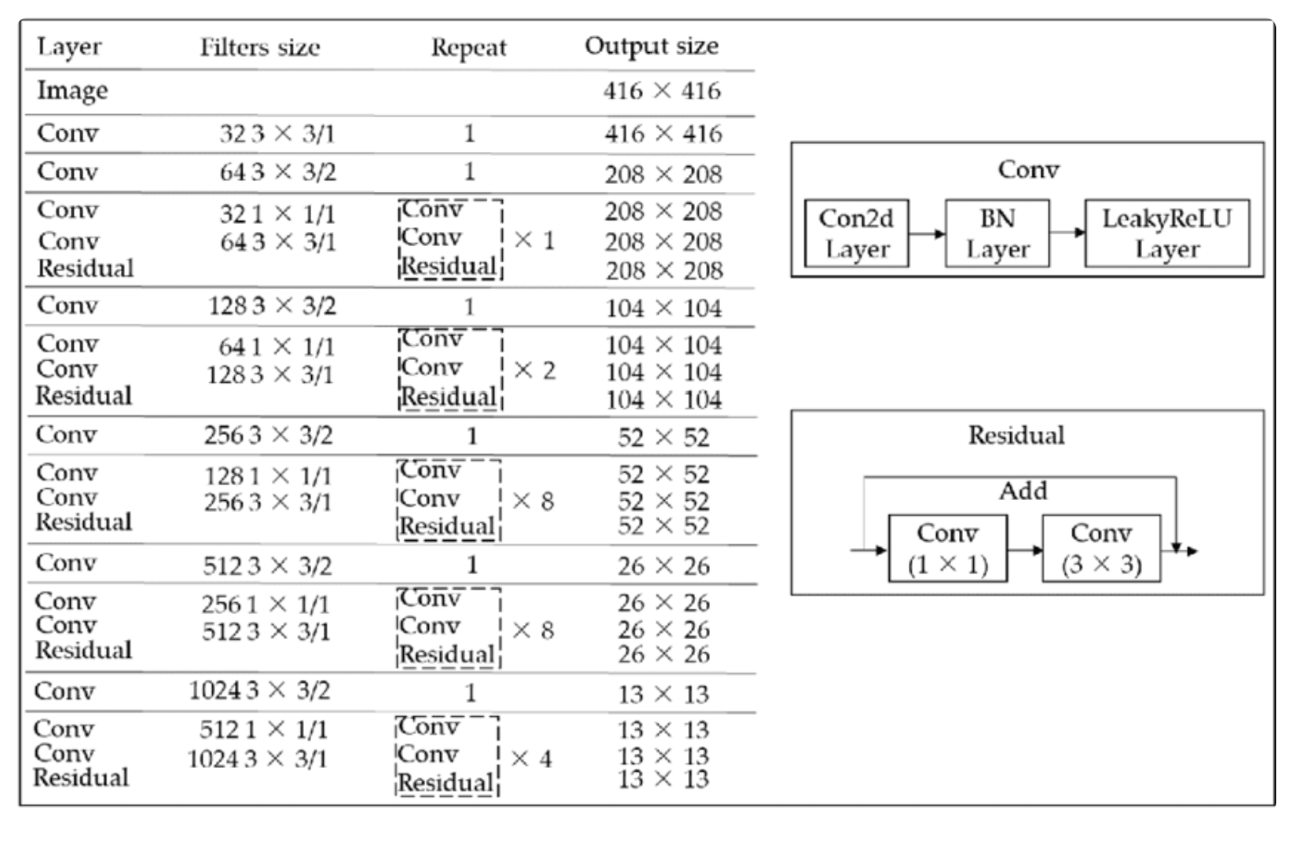 Layer Filters size Repeat Output size
Image 416 × 416
Conv 32 3 × 3/1 1 416 × 416
Conv 64 3 × 3/2 1 208 × 208
Conv 32 1 × 1/1 Conv 208 × 208
Conv 64 3 × 3/1 Conv × 1 208 × 208
Residual Residual 208 × 208
Conv 128 3 × 3/2 1 104 × 104
Conv 64 1 × 1/1 Conv 104 × 104
Conv 128 3 × 3/1 Conv × 2 104 × 104
Residual Residual 104 × 104
Conv 256 3 × 3/2 1 52 × 52
Conv 128 1 × 1/1 Conv 52 × 52
Conv 256 3 × 3/1 Conv × 8 52 × 52
Residual Residual 52 × 52
Conv 512 3 × 3/2 1 26 × 26
Conv 256 1 × 1/1 Conv 26 × 26
Conv 512 3 × 3/1 Conv × 8 26 × 26
Residual Residual 26 × 26
Conv 1024 3 × 3/2 1 13 × 13
Conv 512 1 × 1/1 Conv 13 × 13
Conv 1024 3 × 3/1 Conv × 4 13 × 13
Residual Residual 13 × 13
Conv
Con2d BN LeakyReLU
Layer Layer Layer
Residual
Add
Conv Conv
(1 × 1) (3 × 3)